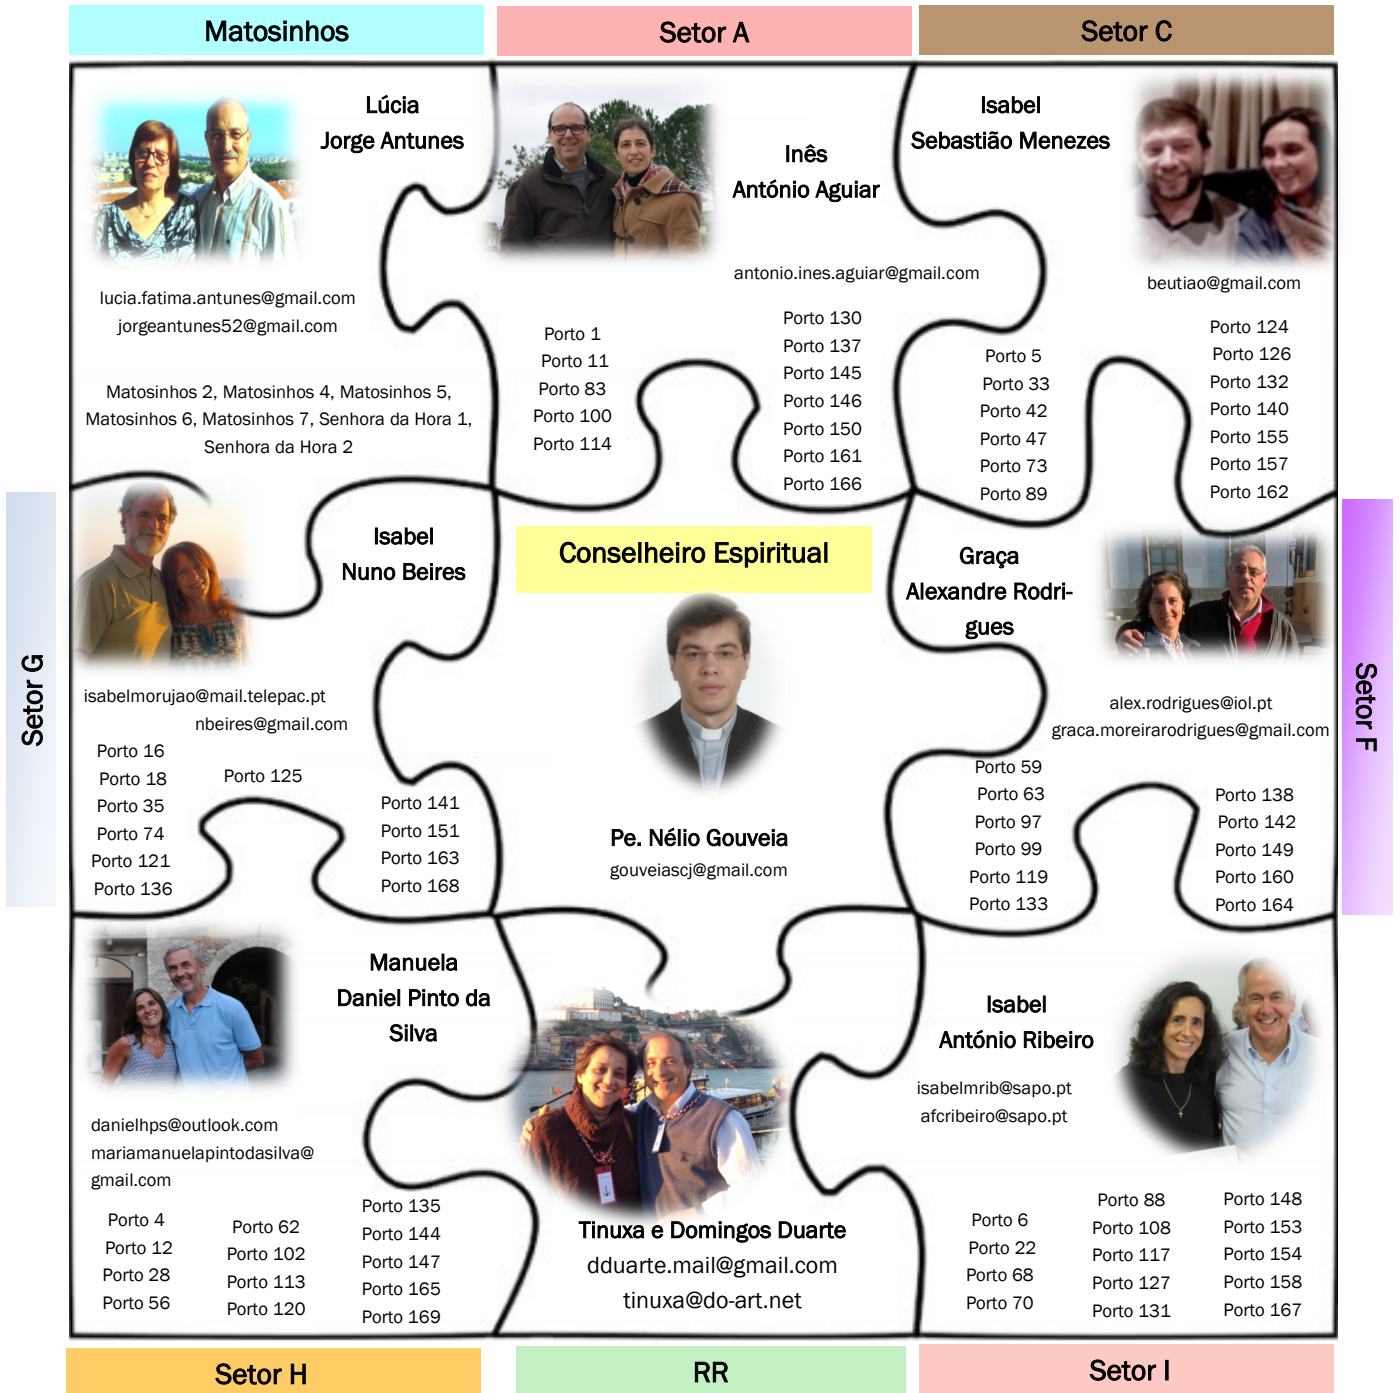 Matosinhos
Setor A
Setor C
Lúcia
Jorge Antunes
lucia.fatima.antunes@gmail.com
jorgeantunes52@gmail.com
Matosinhos 2, Matosinhos 4, Matosinhos 5,
Matosinhos 6, Matosinhos 7, Senhora da Hora 1,
Senhora da Hora 2
Inês
António Aguiar
antonio.ines.aguiar@gmail.com
Porto 1
Porto 11
Porto 83
Porto 100
Porto 114
Porto 130
Porto 137
Porto 145
Porto 146
Porto 150
Porto 161
Porto 166
Isabel
Sebastião Menezes
beutiao@gmail.com
Porto 5
Porto 33
Porto 42
Porto 47
Porto 73
Porto 89
Porto 124
Porto 126
Porto 132
Porto 140
Porto 155
Porto 157
Porto 162
Setor G
Isabel
Nuno Beires
isabelmorujao@mail.telepac.pt
nbeires@gmail.com
Porto 16
Porto 18
Porto 35
Porto 74
Porto 121
Porto 136
Porto 125
Porto 141
Porto 151
Porto 163
Porto 168
Conselheiro Espiritual
Pe. Nélio Gouveia
gouveiascj@gmail.com
Graça
Alexandre Rodri-
gues
alex.rodrigues@iol.pt
graca.moreirarodrigues@gmail.com
Porto 59
Porto 63
Porto 97
Porto 99
Porto 119
Porto 133
Porto 138
Porto 142
Porto 149
Porto 160
Porto 164
Setor F
Manuela
Daniel Pinto da
Silva
danielhps@outlook.com
mariamanuelapintodasilva@
gmail.com
Porto 4
Porto 12
Porto 28
Porto 56
Porto 62
Porto 102
Porto 113
Porto 120
Porto 135
Porto 144
Porto 147
Porto 165
Porto 169
Tinuxa e Domingos Duarte
dduarte.mail@gmail.com
tinuxa@do-art.net
Isabel
António Ribeiro
isabelmrib@sapo.pt
afcribeiro@sapo.pt
Porto 6
Porto 22
Porto 68
Porto 70
Porto 88
Porto 108
Porto 117
Porto 127
Porto 131
Porto 148
Porto 153
Porto 154
Porto 158
Porto 167
Setor H
RR
Setor I